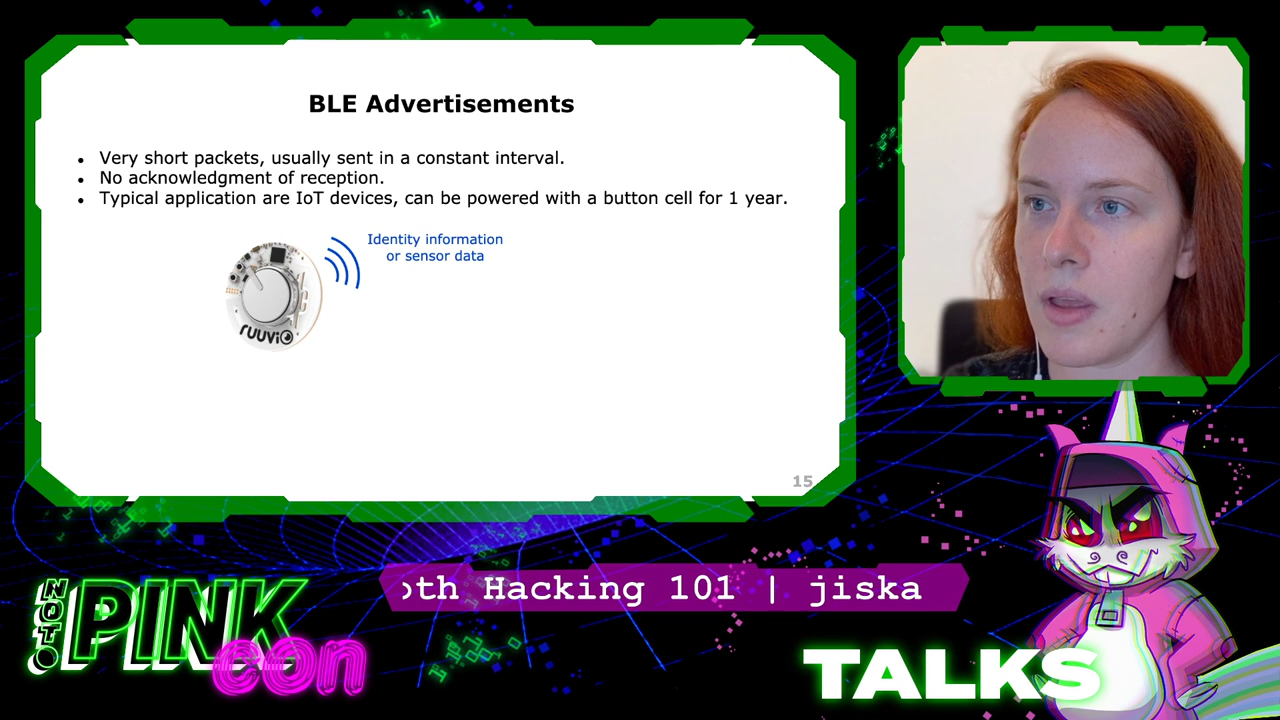 BLE Advertisements
• Very short packets, usually sent in a constant interval.
• No acknowledgment of reception.
• Typical application are IoT devices, can be powered with a button cell for 1 year.
Identity information
or sensor data
ruuvi
15
oth Hacking 101 | jiska
NOT
PINK
con
TALKS